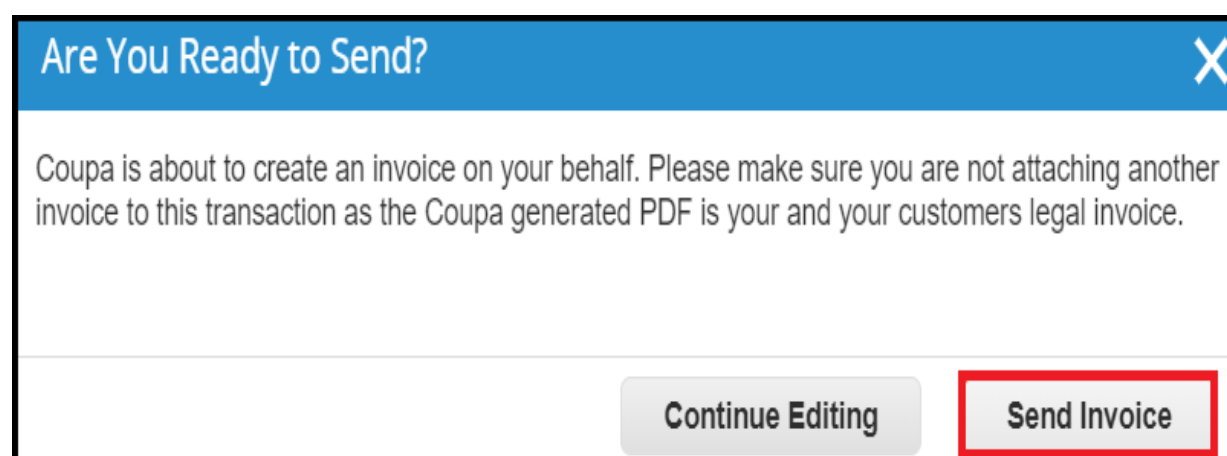 Are You Ready to Send?
X
Coupa is about to create an invoice on your behalf. Please make sure you are not attaching another
invoice to this transaction as the Coupa generated PDF is your and your customers legal invoice.
Continue Editing
Send Invoice